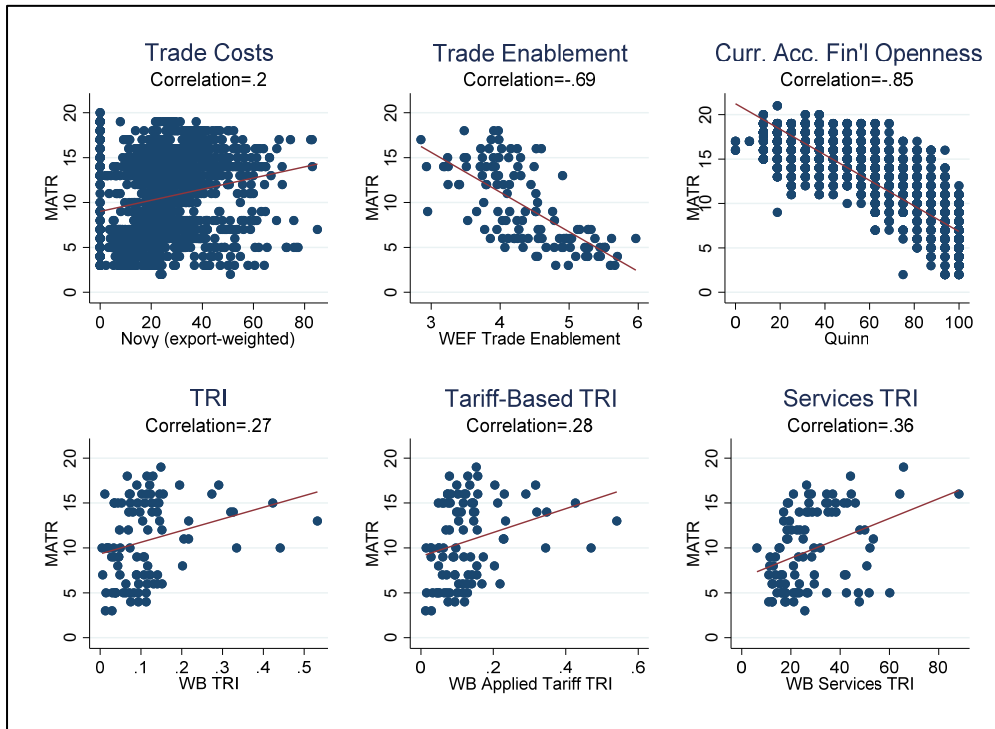 Trade Costs
Correlation=.2
MATR
20
15
10
5
0
0 20 40 60 80
Novy (export-weighted)
Trade Enablement
Correlation=-.69
MATR
20
15
10
5
0
3 4 5 6
WEF Trade Enablement
Curr. Acc. Fin'l Openness
Correlation=-.85
MATR
20
15
10
5
0
0 20 40 60 80 100
Quinn
TRI
Correlation=.27
MATR
20
15
10
5
0
0 .1 .2 .3 .4 .5
WB TRI
Tariff-Based TRI
Correlation=.28
MATR
20
15
10
5
0
0 .2 .4 .6
WB Applied Tariff TRI
Services TRI
Correlation=.36
MATR
20
15
10
5
0
0 20 40 60 80
WB Services TRI